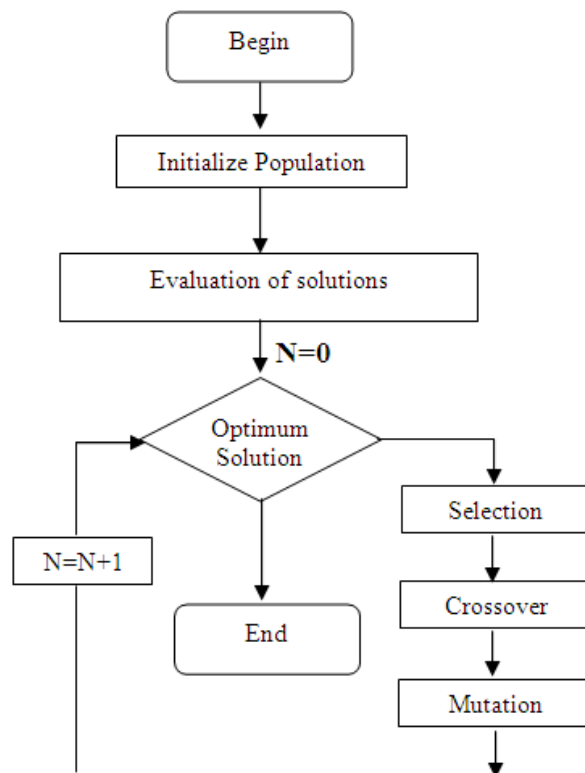 Begin
Initialize Population
Evaluation of solutions
N=0
Optimum
Solution
Selection
N=N+1
Crossover
End
Mutation